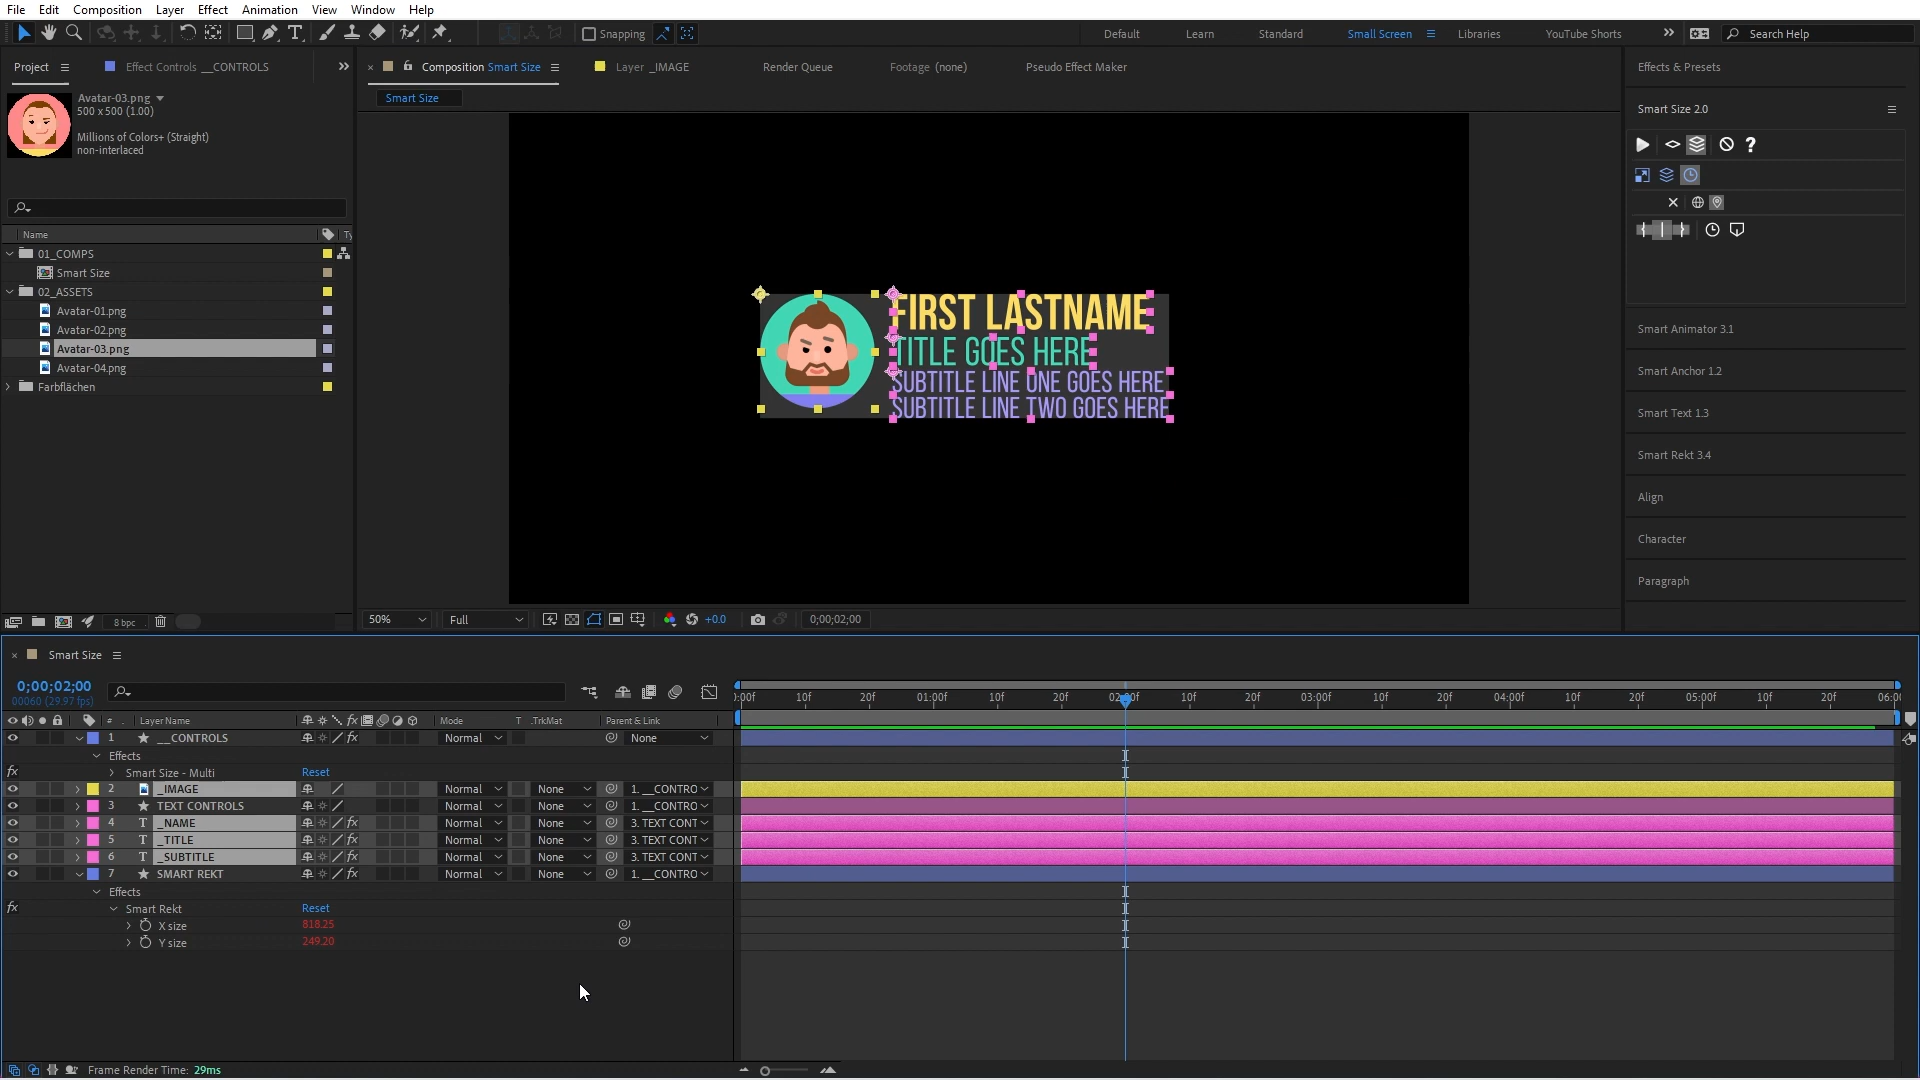 File Edit Composition Layer Effect Animation View Window Help
Snapping
Default Learn Standard Small Screen Libraries YouTube Shorts Search Help
Project Effect Controls __CONTROLS
Composition Smart Size Layer _IMAGE Render Queue Footage (none) Pseudo Effect Maker
Smart Size
Avatar-03.png
500 x 500 (1.00)
Millions of Colors+ (Straight)
non-interlaced
Name Ty
01_COMPS
Smart Size
02_ASSETS
Avatar-01.png
Avatar-02.png
Avatar-03.png
Avatar-04.png
Farbflächen
8 bpc
FIRST LASTNAME
TITLE GOES HERE
SUBTITLE LINE ONE GOES HERE
SUBTITLE LINE TWO GOES HERE
50% Full +0.0 0;00;02;00
Effects & Presets
Smart Size 2.0
Smart Animator 3.1
Smart Anchor 1.2
Smart Text 1.3
Smart Rekt 3.4
Align
Character
Paragraph
Smart Size
0;00;02;00
00060 (29.97 fps)
:00f 10f 20f 01:00f 10f 20f 02:00f 10f 20f 03:00f 10f 20f 04:00f 10f 20f 05:00f 10f 20f 06:00
# Layer Name Mode T .TrkMat Parent & Link
1 __CONTROLS Normal None
Effects
Smart Size - Multi Reset
2 _IMAGE Normal None 1. __CONTRO
3 TEXT CONTROLS Normal None 1. __CONTRO
4 _NAME Normal None 3. TEXT CONT
5 _TITLE Normal None 3. TEXT CONT
6 _SUBTITLE Normal None 3. TEXT CONT
7 SMART REKT Normal None 1. __CONTRO
Effects
Smart Rekt Reset
X size 818.25
Y size 249.20
Frame Render Time: 29ms